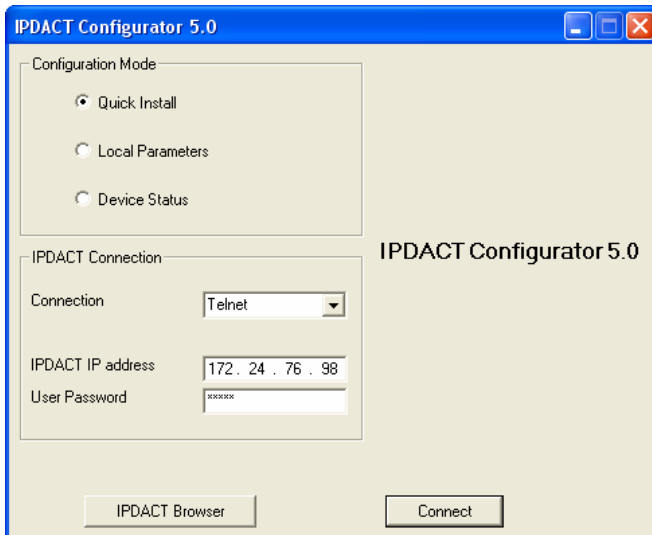 IPDACT Configurator 5.0
Configuration Mode
Quick Install
Local Parameters
Device Status
IPDACT Configurator 5.0
IPDACT Connection
Connection
Telnet
IPDACT IP address
172 . 24 . 76 . 98
User Password
xxxxx
IPDACT Browser
Connect